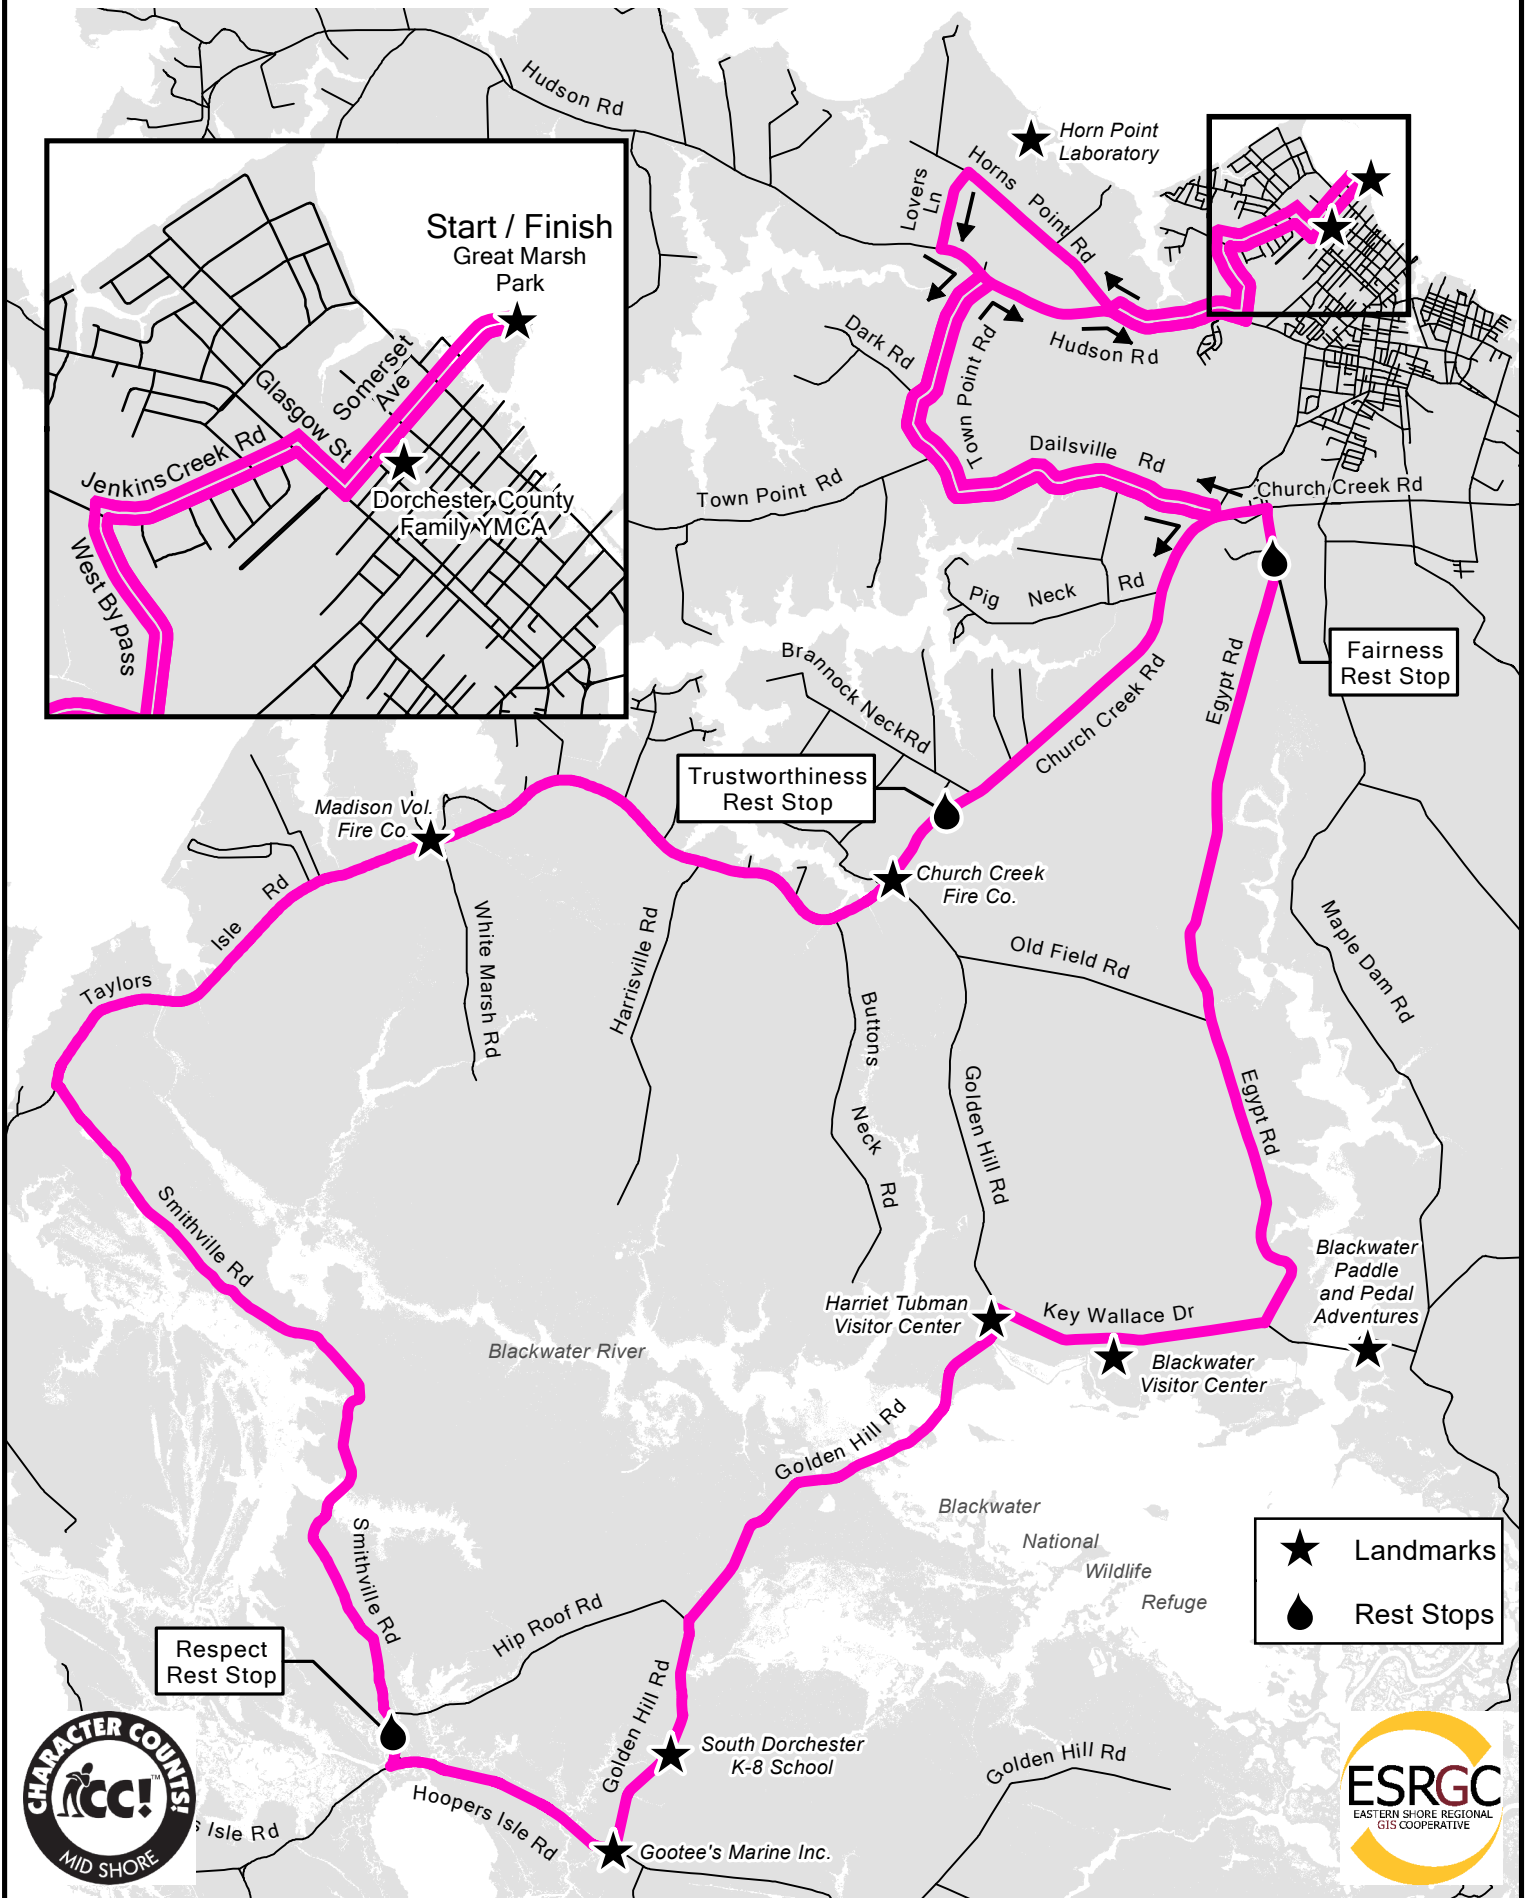 Hudson Rd
Horn Point
Laboratory
Horns Point Rd
Lovers
Ln
Start / Finish
Great Marsh
Park
Somerset
Ave
Glasgow St
Jenkins Creek Rd
Dorchester County
Family YMCA
West Bypass
Dark Rd
Town Point Rd
Hudson Rd
Dailsville Rd
Town Point Rd
Church Creek Rd
Pig Neck Rd
Fairness
Rest Stop
Egypt Rd
Brannock Neck Rd
Church Creek Rd
Trustworthiness
Rest Stop
Madison Vol.
Fire Co
Church Creek
Fire Co.
Taylors Isle Rd
White Marsh Rd
Harrisville Rd
Old Field Rd
Maple Dam Rd
Buttons Neck Rd
Golden Hill Rd
Egypt Rd
Smithville Rd
Blackwater
Paddle
and Pedal
Adventures
Harriet Tubman
Visitor Center
Key Wallace Dr
Blackwater River
Blackwater
Visitor Center
Golden Hill Rd
Blackwater
National
Wildlife
Refuge
Smithville Rd
Landmarks
Rest Stops
Hip Roof Rd
Respect
Rest Stop
Golden Hill Rd
South Dorchester
K-8 School
Golden Hill Rd
Hoopers Isle Rd
s Isle Rd
Gootee's Marine Inc.
CHARACTER COUNTS!
CC!™
MID SHORE
ESRGC
EASTERN SHORE REGIONAL
GIS COOPERATIVE